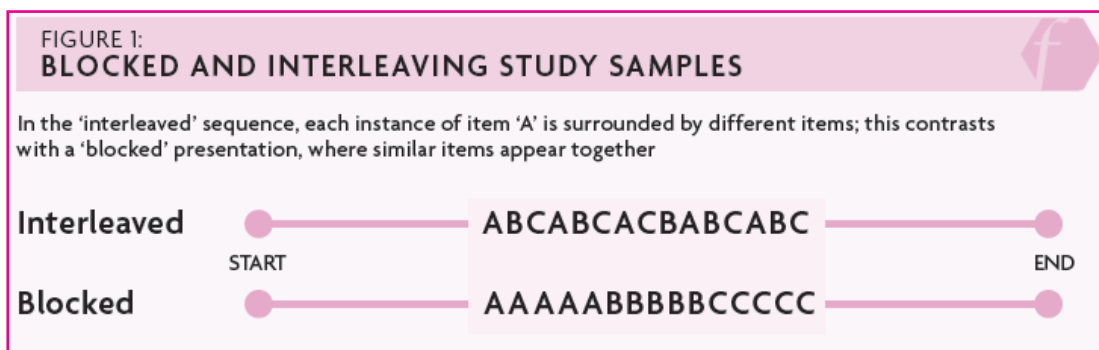 FIGURE 1:
BLOCKED AND INTERLEAVING STUDY SAMPLES
f
In the ‘interleaved’ sequence, each instance of item ‘A’ is surrounded by different items; this contrasts
with a ‘blocked’ presentation, where similar items appear together
Interleaved ABCABCACBABCABC
START END
Blocked AAAAABBBBBCCCCC